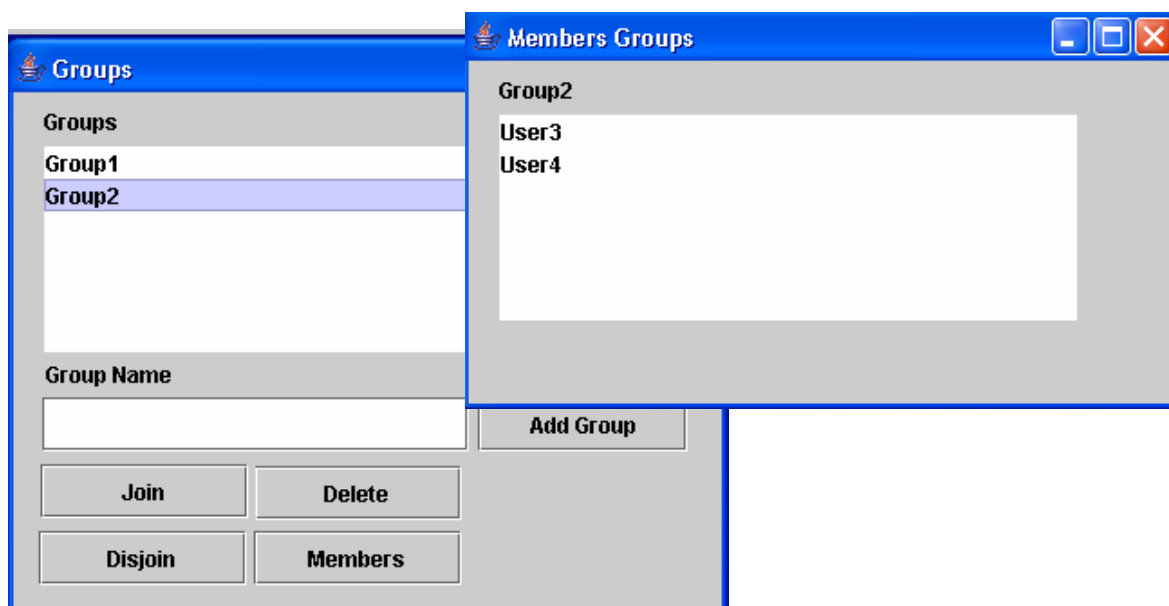 Groups
Groups
Group1
Group2
Group Name
Add Group
Join
Delete
Disjoin
Members
Members Groups
Group2
User3
User4